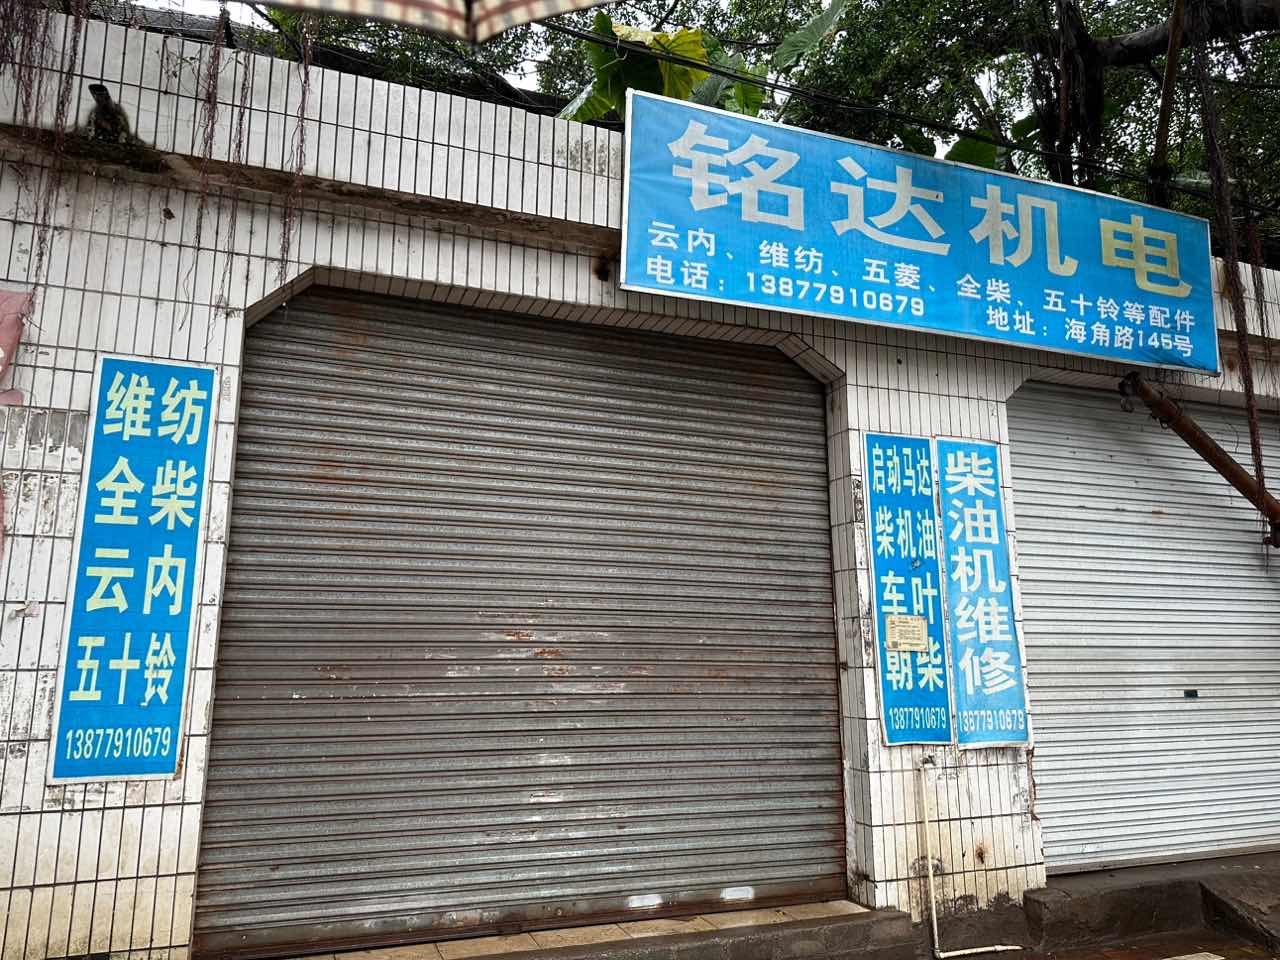 铭达机电
云内、维纺、五菱、全柴、五十铃等配件
电话：13877910679 地址：海角路146号
维纺
全柴
云内
五十铃
13877910679
启动马达
柴机油
车叶
朝柴
13877910679
柴油机维修
13877910679